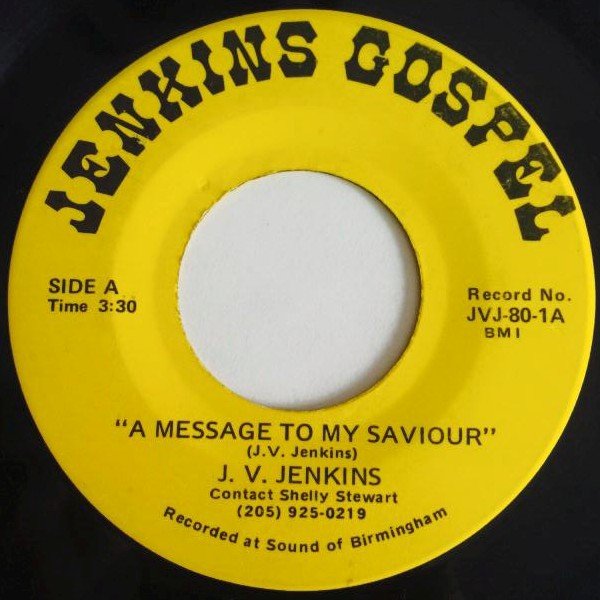 JENKINS GOSPEL
SIDE A
Time 3:30
Record No.
JVJ-80-1A
BMI
"A MESSAGE TO MY SAVIOUR"
(J.V. Jenkins)
J. V. JENKINS
Contact Shelly Stewart
(205) 925-0219
Recorded at Sound of Birmingham